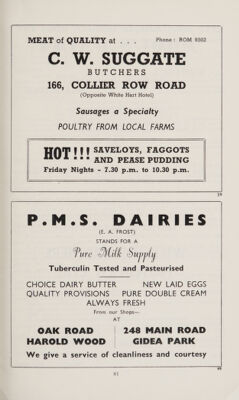 MEAT of QUALITY at . . . Phone : ROM 9302
C. W. SUGGATE
BUTCHERS
166, COLLIER ROW ROAD
(Opposite White Hart Hotel)
Sausages a Specialty
POULTRY FROM LOCAL FARMS
HOT!!! SAVELOYS, FAGGOTS
AND PEASE PUDDING
Friday Nights - 7.30 p.m. to 10.30 p.m.
P.M.S. DAIRIES
(E. A. FROST)
STANDS FOR A
Pure Milk Supply
Tuberculin Tested and Pasteurised
CHOICE DAIRY BUTTER NEW LAID EGGS
QUALITY PROVISIONS PURE DOUBLE CREAM
ALWAYS FRESH
From our Shops—
AT
OAK ROAD 248 MAIN ROAD
HAROLD WOOD GIDEA PARK
We give a service of cleanliness and courtesy